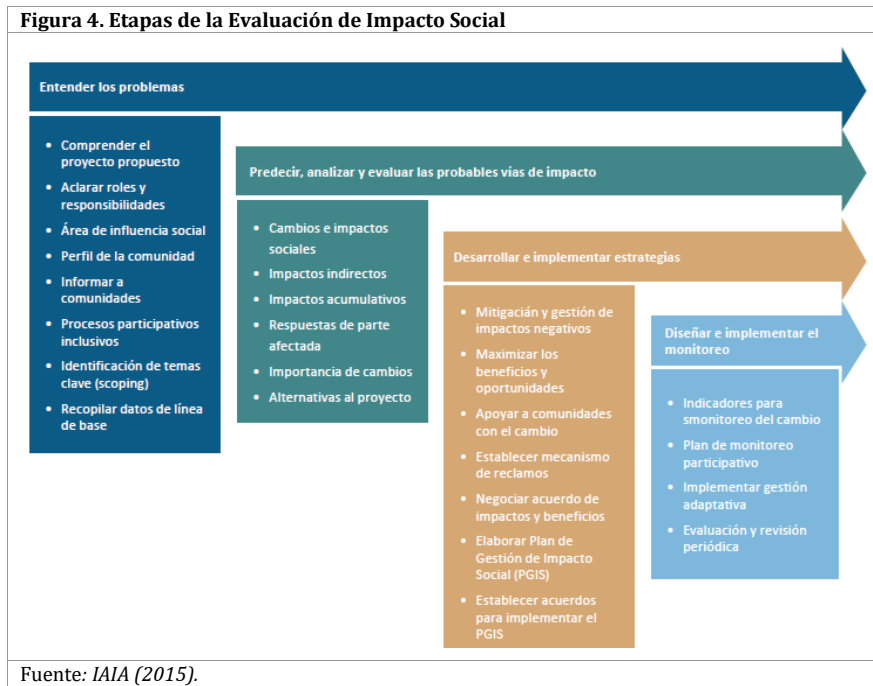 Figura 4. Etapas de la Evaluación de Impacto Social
Entender los problemas
• Comprender el
proyecto propuesto
• Aclarar roles y
responsabilidades
• Área de influencia social
• Perfil de la comunidad
• Informar a
comunidades
• Procesos participativos
inclusivos
• Identificación de temas
clave (scoping)
• Recopilar datos de línea
de base
Predecir, analizar y evaluar las probables vías de impacto
• Cambios e impactos
sociales
• Impactos indirectos
• Impactos acumulativos
• Respuestas de parte
afectada
• Importancia de cambios
• Alternativas al proyecto
Desarrollar e implementar estrategias
• Mitigacián y gestión de
impactos negativos
• Maximizar los
beneficios y
oportunidades
• Apoyar a comunidades
con el cambio
• Establecer mecanismo
de reclamos
• Negociar acuerdo de
impactos y beneficios
• Elaborar Plan de
Gestión de Impacto
Social (PGIS)
• Establecer acuerdos
para implementar el
PGIS
Diseñar e implementar el
monitoreo
• Indicadores para
smonitoreo del cambio
• Plan de monitoreo
participativo
• Implementar gestión
adaptativa
• Evaluación y revisión
periódica
Fuente: IAIA (2015).